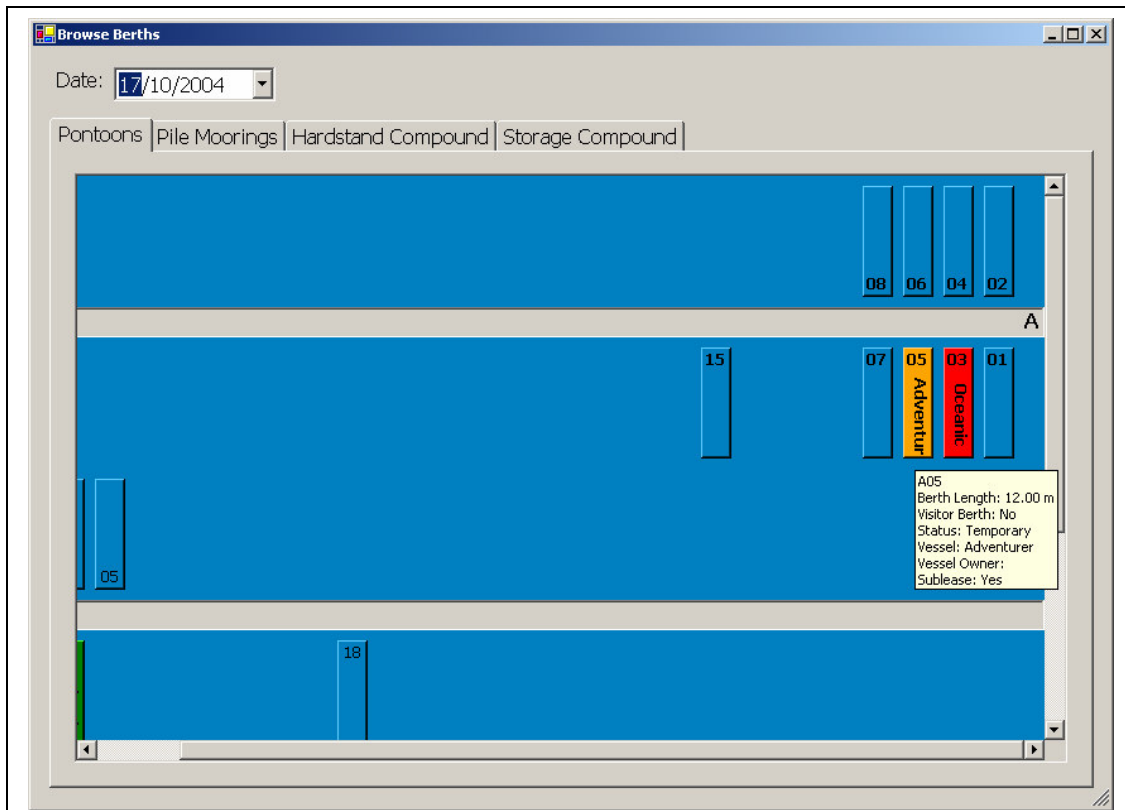 Browse Berths
Date: 17/10/2004
Pontoons Pile Moorings Hardstand Compound Storage Compound
08 06 04 02
A
15 07 05 03 01
Adventur Oceanic
A05
Berth Length: 12.00 m
Visitor Berth: No
Status: Temporary
Vessel: Adventurer
Vessel Owner:
Sublease: Yes
05
18